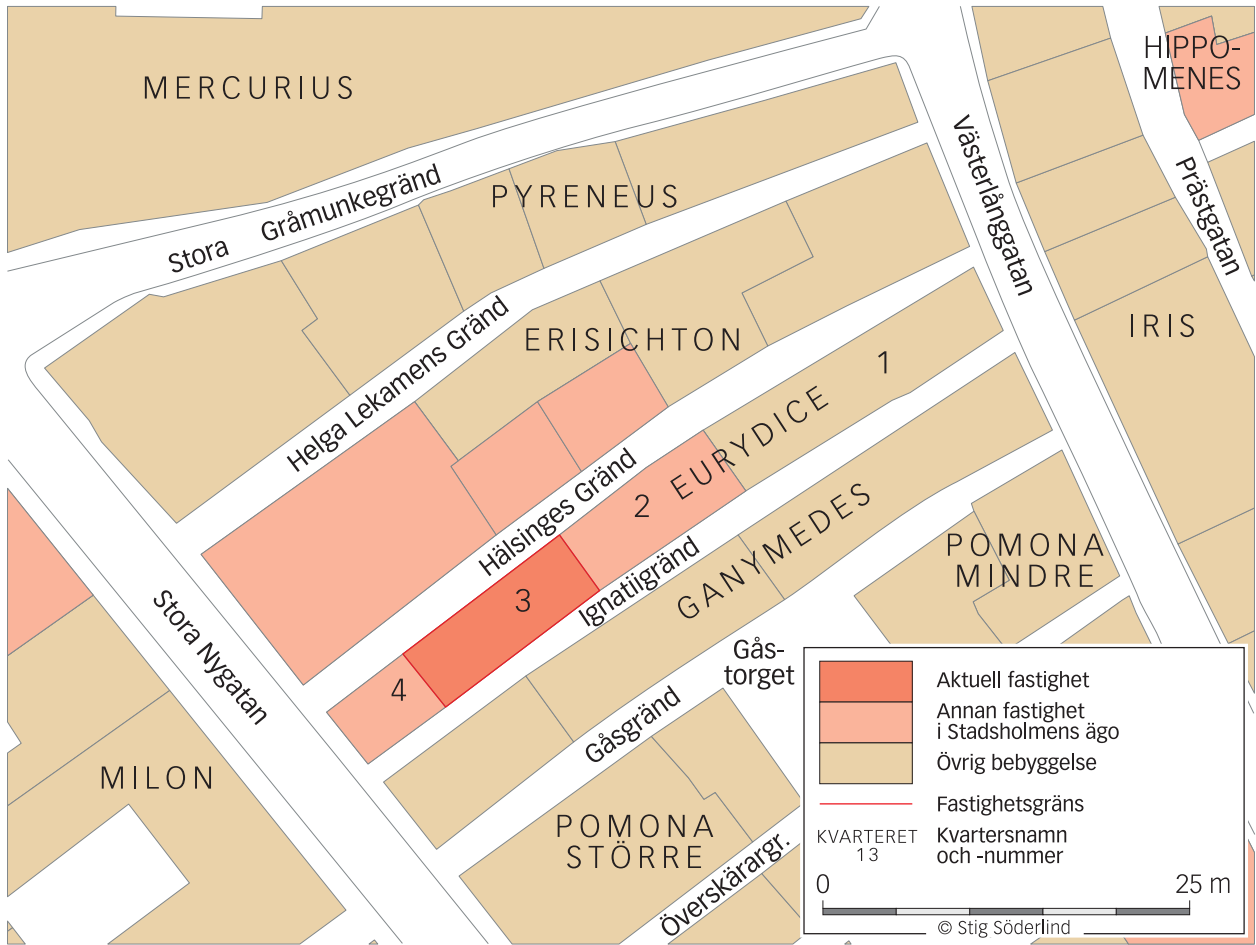 MERCURIUS
HIPPO-
MENES
Västerlånggatan
Prästgatan
Stora Gråmunkegränd
PYRENEUS
Helga Lekamens Gränd
ERISICHTON
IRIS
1
EURYDICE
2
Hälsinges Gränd
3
4
Ignatiigränd
GANYMEDES
POMONA
MINDRE
Stora Nygatan
Gås-
torget
Gåsgränd
MILON
POMONA
STÖRRE
Överskärargr.
Aktuell fastighet
Annan fastighet
i Stadsholmens ägo
Övrig bebyggelse
Fastighetsgräns
KVARTERET
13
Kvartersnamn
och -nummer
0 25 m
© Stig Söderlind